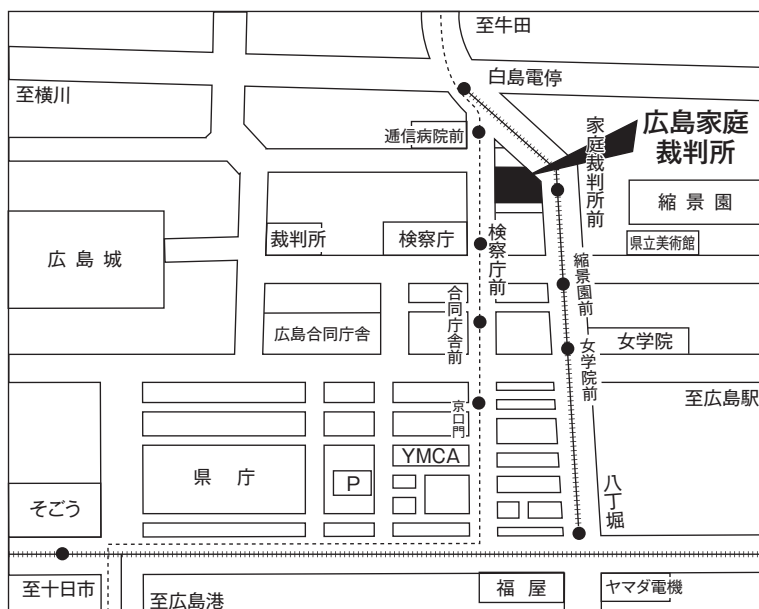 至牛田
白島電停
至横川
逓信病院前
家庭裁判所前
広島家庭
裁判所
縮景園
県立美術館
裁判所
検察庁
検察庁前
広島城
縮景園前
合同庁舎前
広島合同庁舎
女学院
女学院前
至広島駅
京口門
YMCA
県庁
P
八丁堀
そごう
至十日市
至広島港
福屋
ヤマダ電機